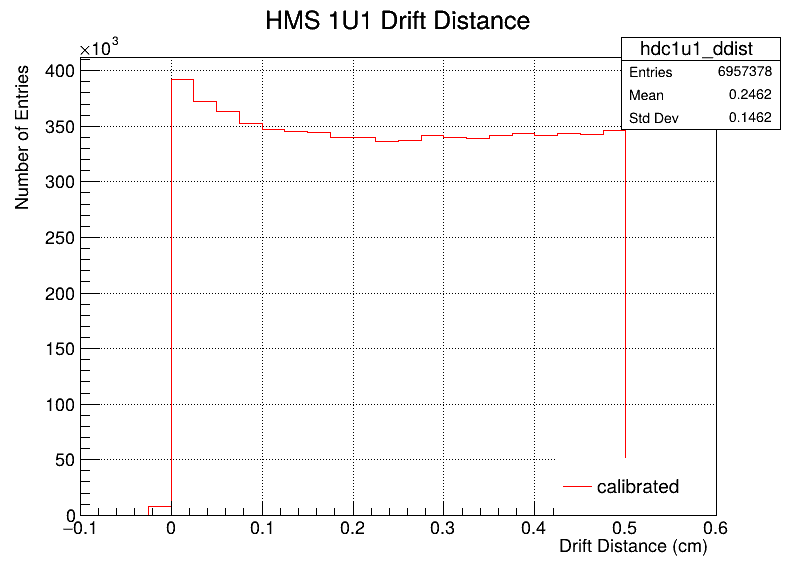 HMS 1U1 Drift Distance
hdc1u1_ddist
Entries 6957378
Mean 0.2462
Std Dev 0.1462
×10³
Number of Entries
400
350
300
250
200
150
100
50
0
−0.1 0 0.1 0.2 0.3 0.4 0.5 0.6
Drift Distance (cm)
calibrated